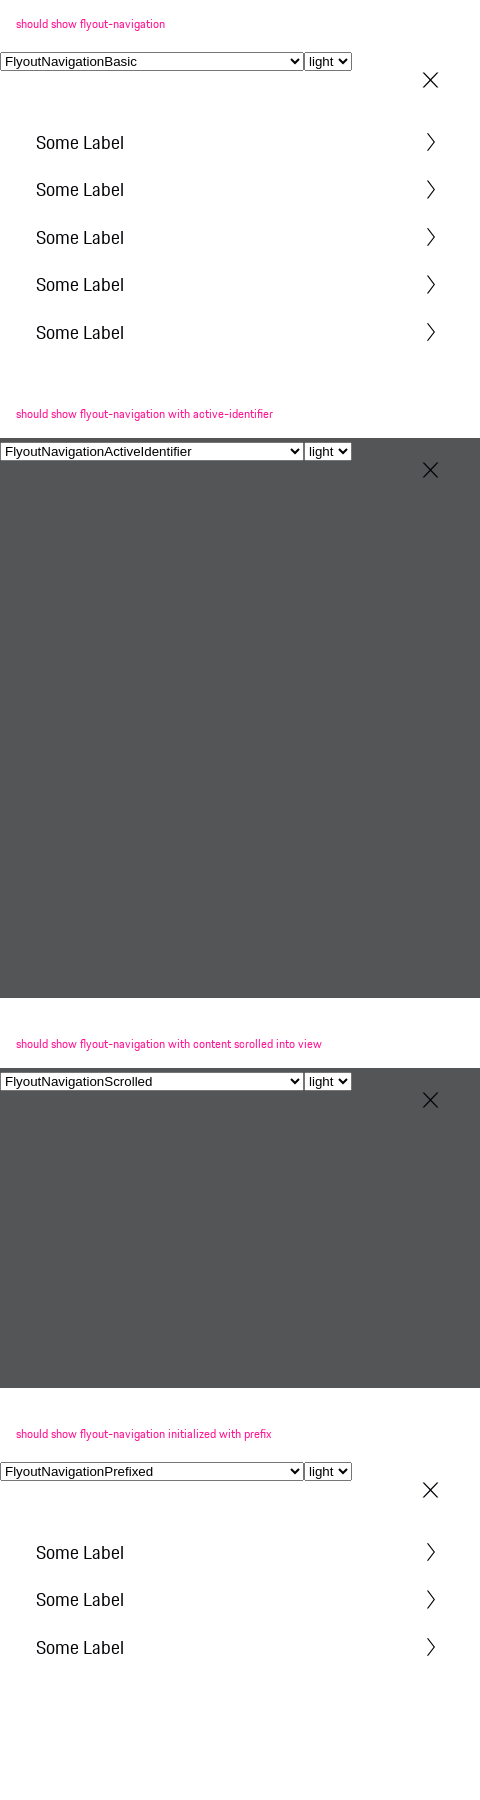 should show flyout-navigation
FlyoutNavigationBasic light
Some Label
Some Label
Some Label
Some Label
Some Label
should show flyout-navigation with active-identifier
FlyoutNavigationActiveIdentifier light
should show flyout-navigation with content scrolled into view
FlyoutNavigationScrolled light
should show flyout-navigation initialized with prefix
FlyoutNavigationPrefixed light
Some Label
Some Label
Some Label